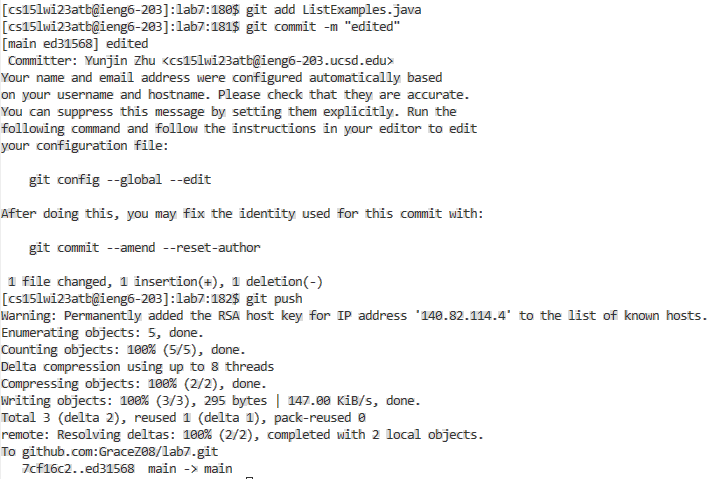 [cs15lwi23atb@ieng6-203]:lab7:180$ git add ListExamples.java
[cs15lwi23atb@ieng6-203]:lab7:181$ git commit -m "edited"
[main ed31568] edited
 Committer: Yunjin Zhu <cs15lwi23atb@ieng6-203.ucsd.edu>
Your name and email address were configured automatically based
on your username and hostname. Please check that they are accurate.
You can suppress this message by setting them explicitly. Run the
following command and follow the instructions in your editor to edit
your configuration file:

    git config --global --edit

After doing this, you may fix the identity used for this commit with:

    git commit --amend --reset-author

 1 file changed, 1 insertion(+), 1 deletion(-)
[cs15lwi23atb@ieng6-203]:lab7:182$ git push
Warning: Permanently added the RSA host key for IP address '140.82.114.4' to the list of known hosts.
Enumerating objects: 5, done.
Counting objects: 100% (5/5), done.
Delta compression using up to 8 threads
Compressing objects: 100% (2/2), done.
Writing objects: 100% (3/3), 295 bytes | 147.00 KiB/s, done.
Total 3 (delta 2), reused 1 (delta 1), pack-reused 0
remote: Resolving deltas: 100% (2/2), completed with 2 local objects.
To github.com:GraceZ08/lab7.git
   7cf16c2..ed31568  main -> main